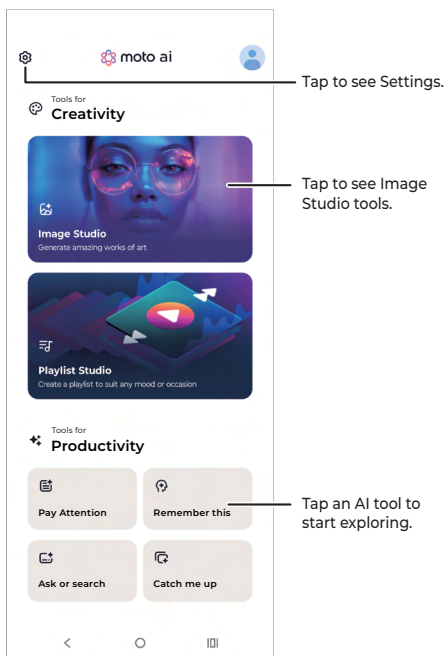 moto ai
Tap to see Settings.
Tools for
Creativity
Tap to see Image
Studio tools.
Image Studio
Generate amazing works of art
Playlist Studio
Create a playlist to suit any mood or occasion
Tools for
Productivity
Pay Attention
Remember this
Tap an AI tool to
start exploring.
Ask or search
Catch me up